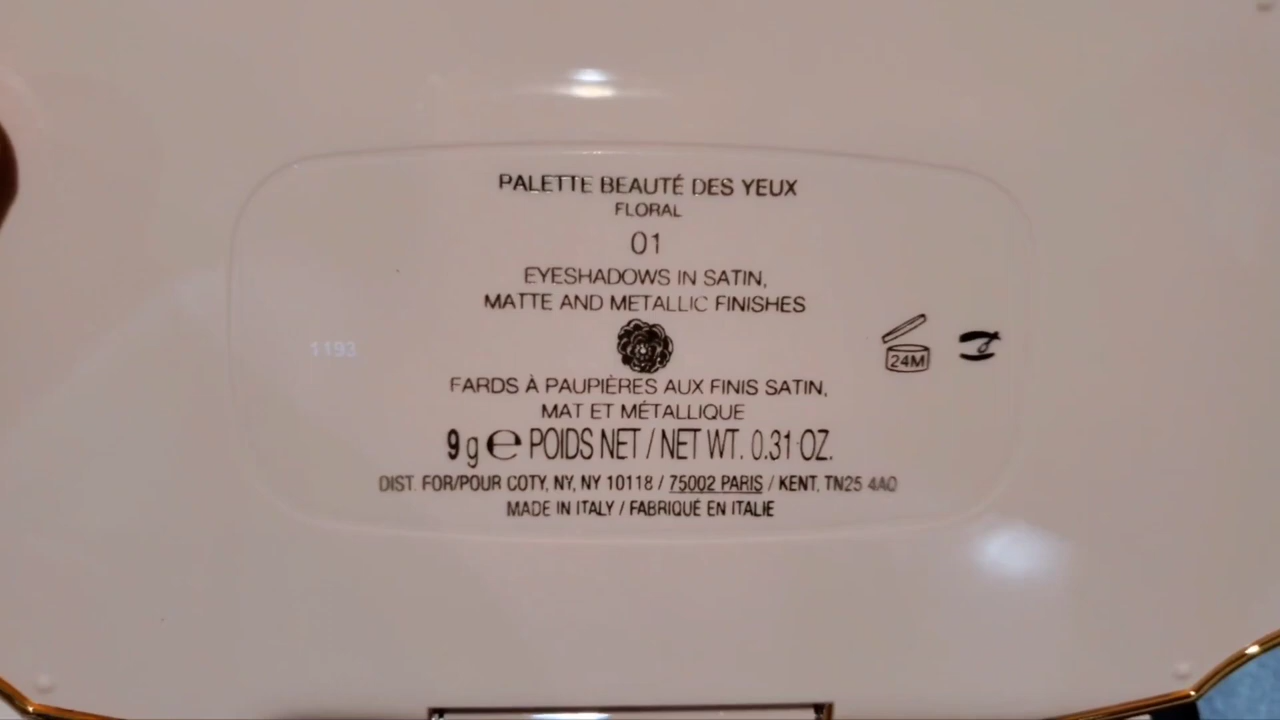 PALETTE BEAUTÉ DES YEUX
FLORAL
01
EYESHADOWS IN SATIN,
MATTE AND METALLIC FINISHES
1193
24M
FARDS À PAUPIÈRES AUX FINIS SATIN,
MAT ET MÉTALLIQUE
9 g ℮ POIDS NET / NET WT. 0.31 OZ.
DIST. FOR/POUR COTY, NY, NY 10118 / 75002 PARIS / KENT, TN25 4AQ
MADE IN ITALY / FABRIQUÉ EN ITALIE